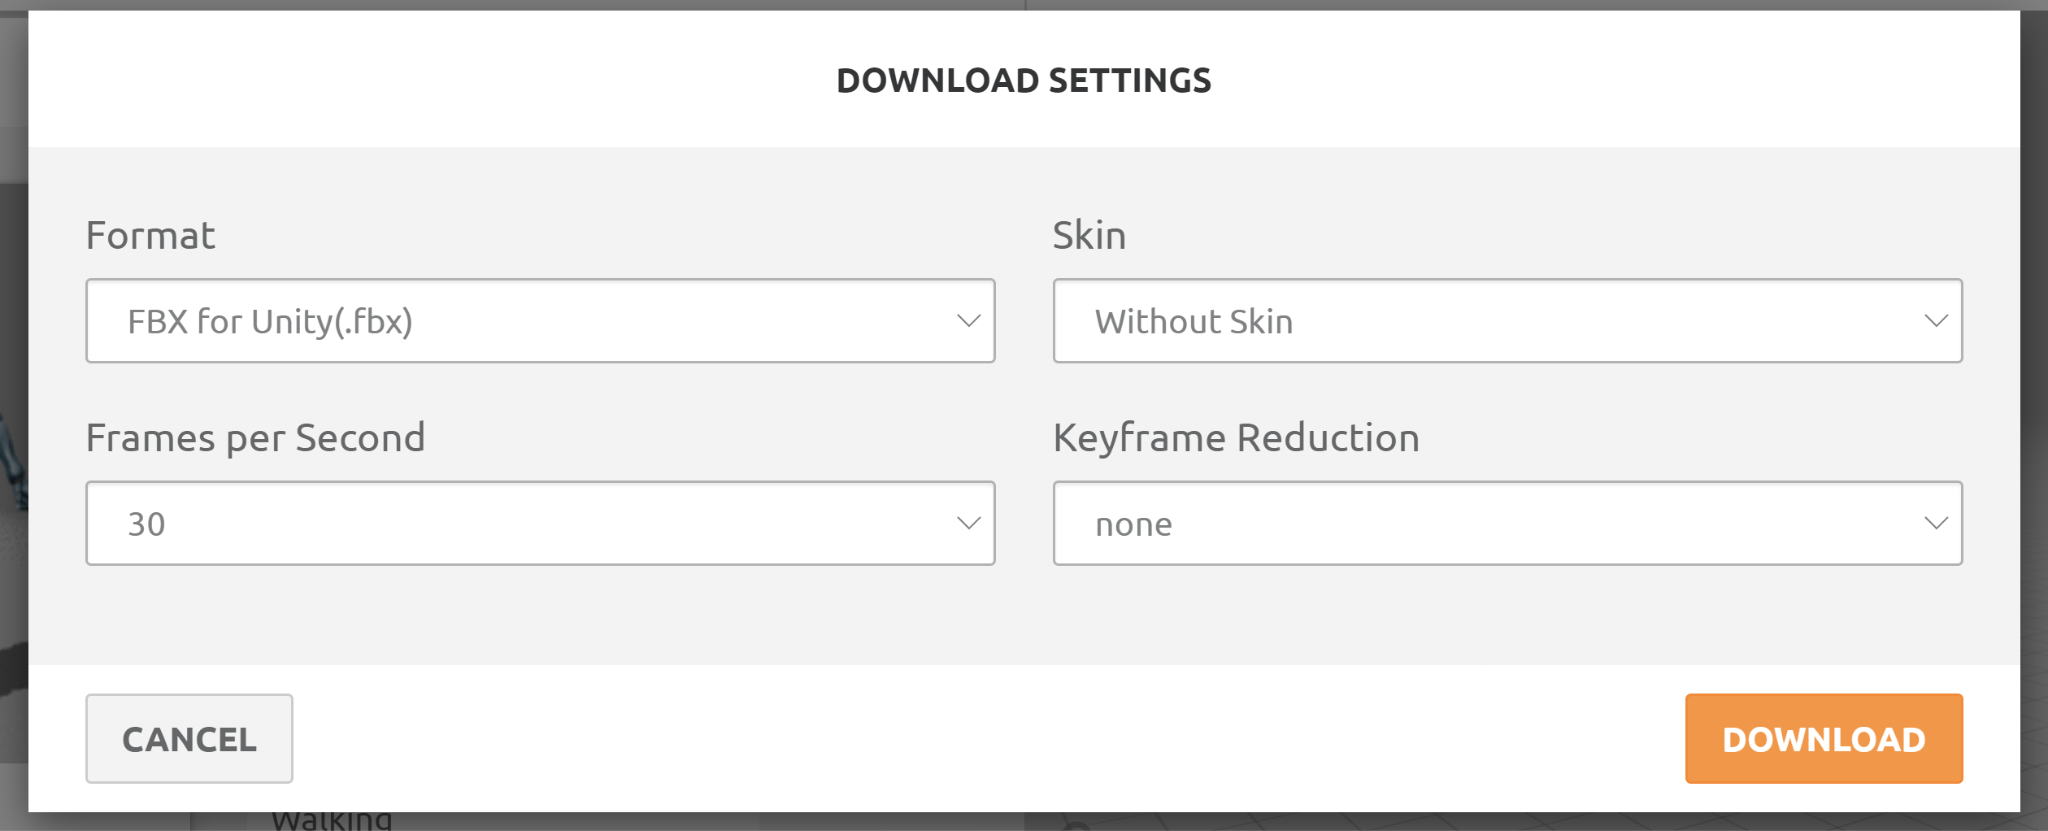 DOWNLOAD SETTINGS
Format
Skin
FBX for Unity(.fbx)
Without Skin
Frames per Second
Keyframe Reduction
30
none
CANCEL
DOWNLOAD
Walking